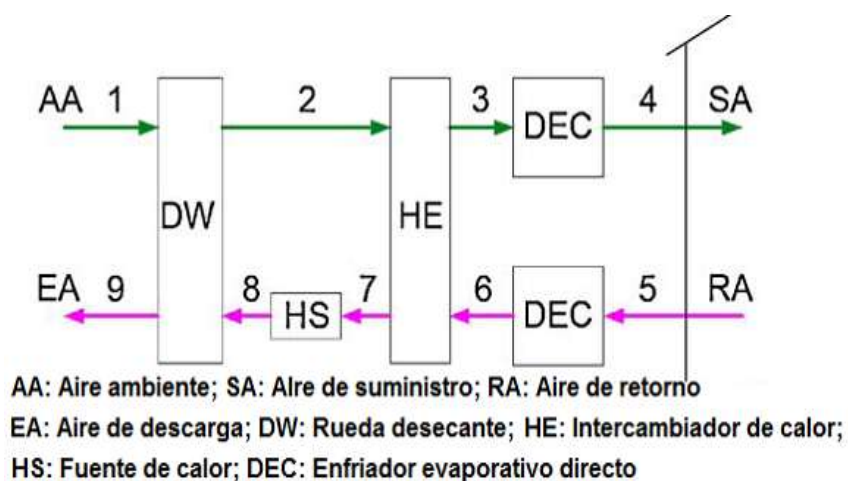 AA 1 2 3 4 SA
DEC
DW HE
EA 9 8 7 6 5 RA
HS DEC
AA: Aire ambiente; SA: AIre de suministro; RA: Aire de retorno
EA: Aire de descarga; DW: Rueda desecante; HE: Intercambiador de calor;
HS: Fuente de calor; DEC: Enfriador evaporativo directo